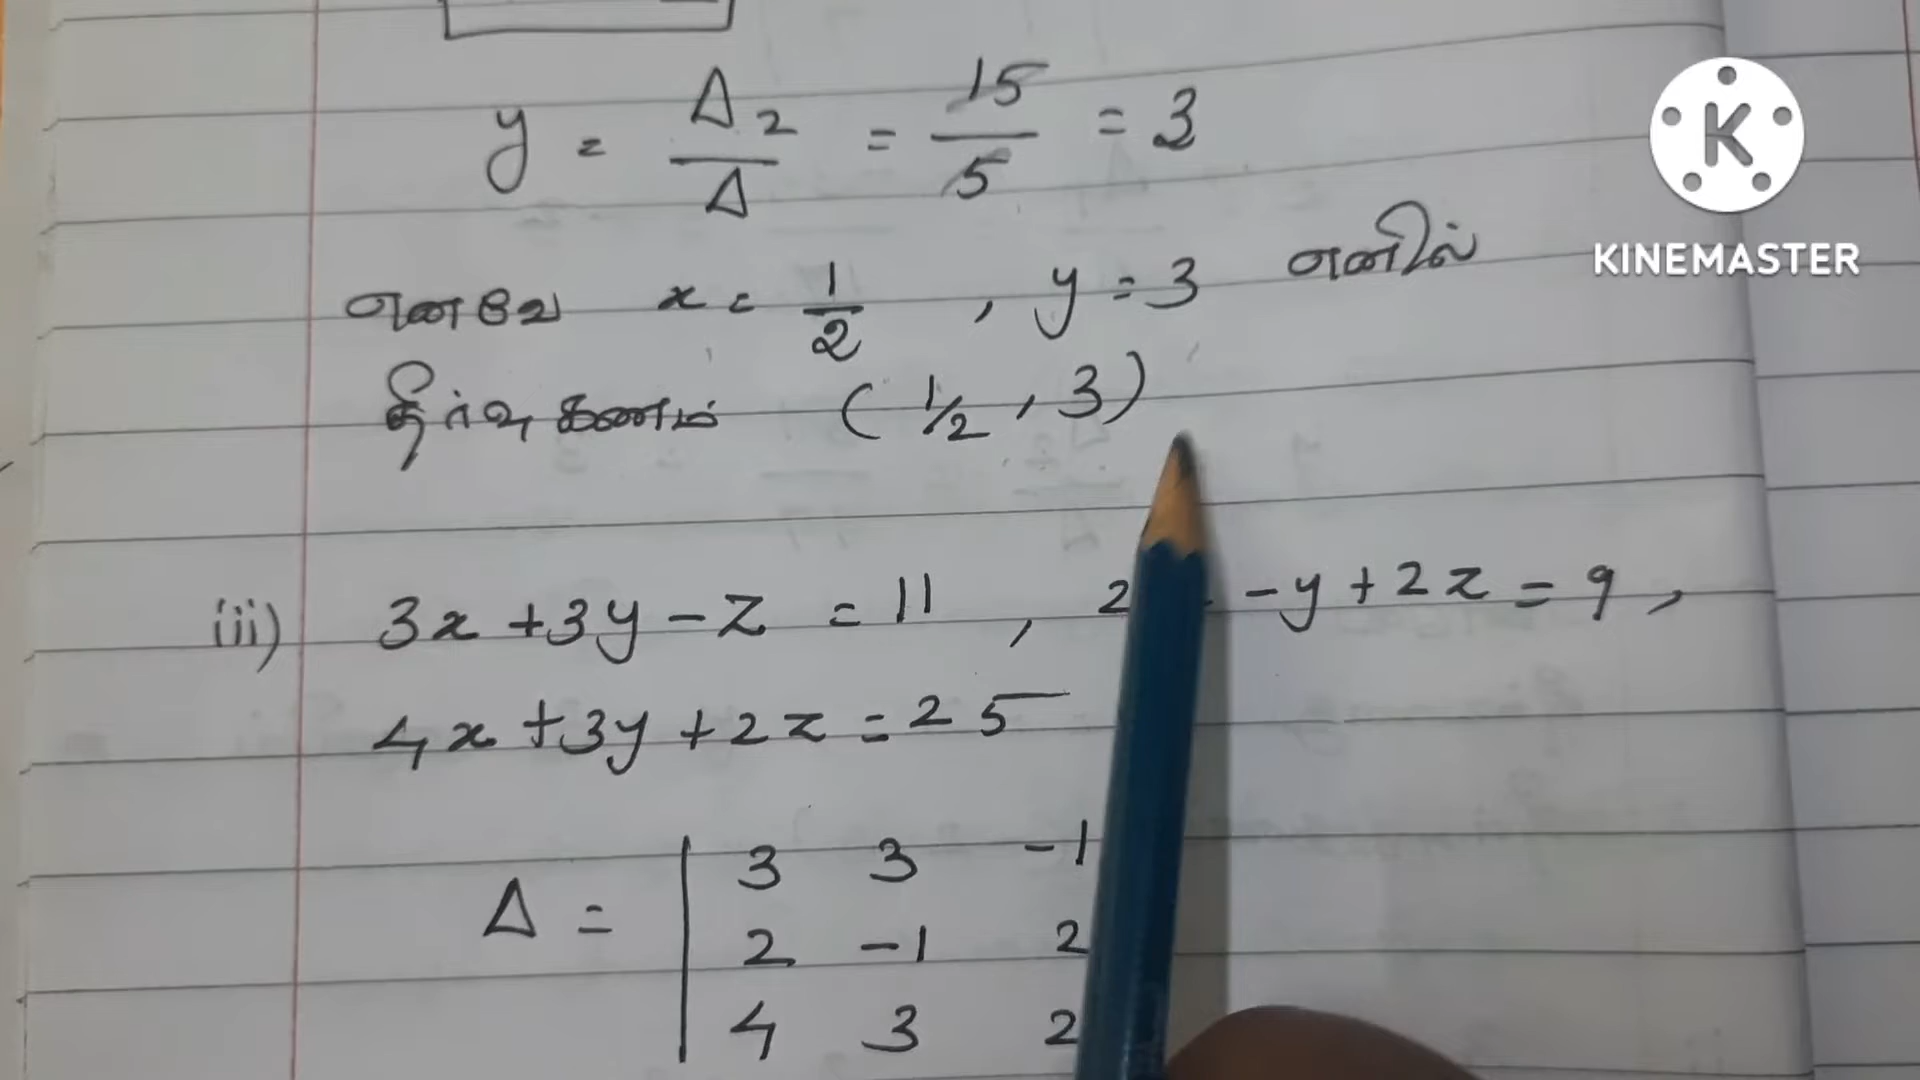 y = Δ₂/Δ = 15/5 = 3
எனவே x = 1/2 , y = 3 எனில்
தீர்வு கணம் ( 1/2 , 3 )
(ii) 3x + 3y - z = 11 , 2 - y + 2z = 9 ,
4x + 3y + 2z = 25
Δ = | 3 3 -1
2 -1 2
4 3 2
K
KINEMASTER